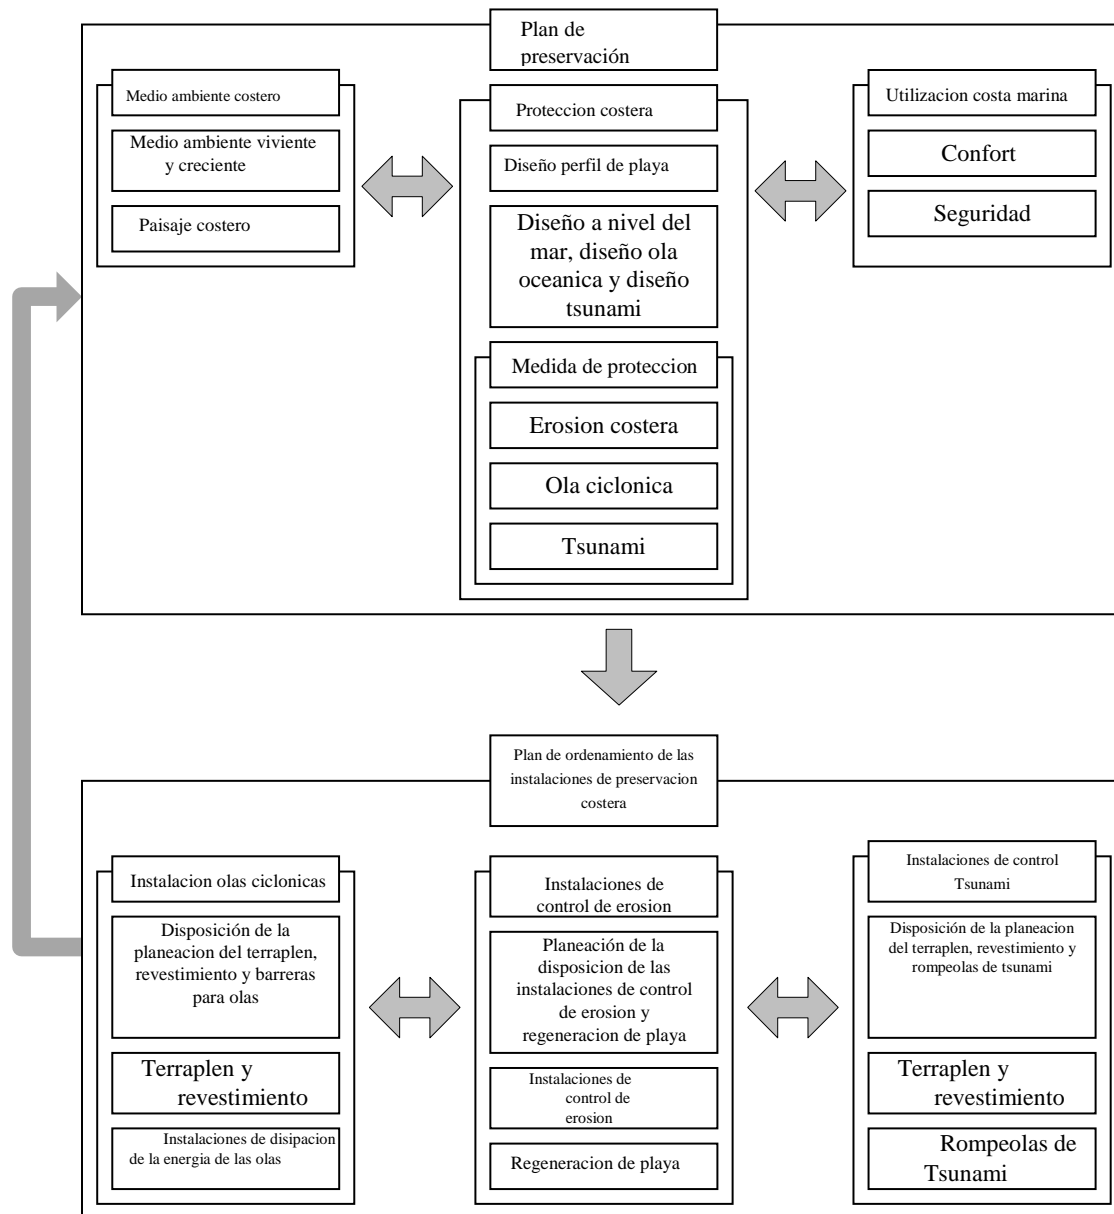 Plan de
preservación
Medio ambiente costero
Medio ambiente viviente
y creciente
Paisaje costero
Proteccion costera
Diseño perfil de playa
Diseño a nivel del
mar, diseño ola
oceanica y diseño
tsunami
Medida de proteccion
Erosion costera
Ola ciclonica
Tsunami
Utilizacion costa marina
Confort
Seguridad
Plan de ordenamiento de las
instalaciones de preservacion
costera
Instalacion olas ciclonicas
Disposición de la
planeacion del terraplen,
revestimiento y barreras
para olas
Terraplen y
revestimiento
Instalaciones de disipacion
de la energia de las olas
Instalaciones de
control de erosion
Planeación de la
disposicion de las
instalaciones de control
de erosion y
regeneracion de playa
Instalaciones de
control de
erosion
Regeneracion de playa
Instalaciones de control
Tsunami
Disposición de la planeacion
del terraplen, revestimiento y
rompeolas de tsunami
Terraplen y
revestimiento
Rompeolas de
Tsunami